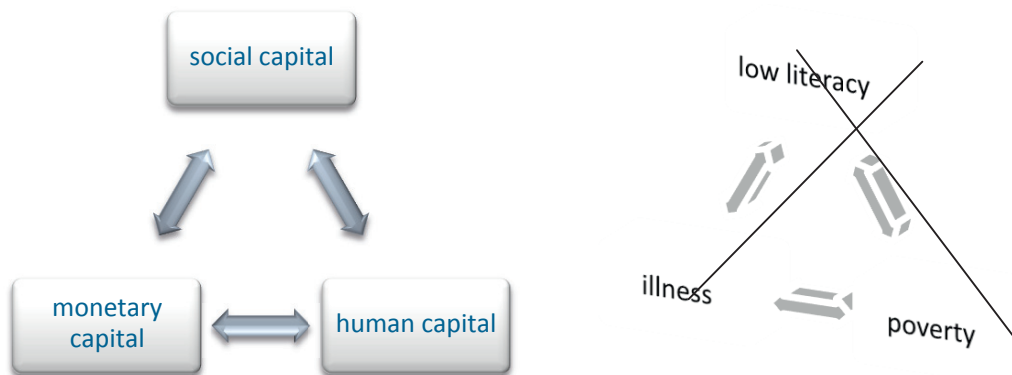 social capital
monetary
capital
human capital
low literacy
illness
poverty